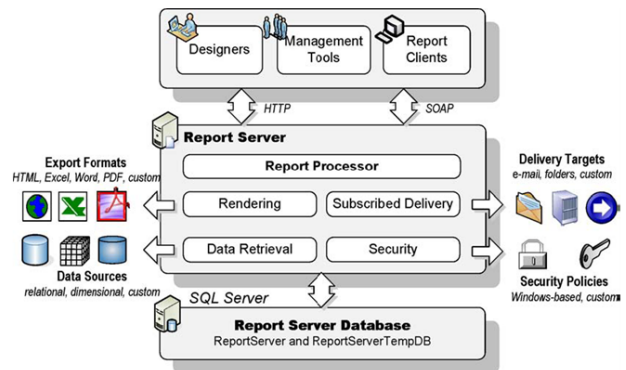 Designers
Management
Tools
Report
Clients
HTTP
SOAP
Report Server
Report Processor
Rendering
Subscribed Delivery
Data Retrieval
Security
Export Formats
HTML, Excel, Word, PDF, custom
Data Sources
relational, dimensional, custom
Delivery Targets
e-mail, folders, custom
Security Policies
Windows-based, custom
SQL Server
Report Server Database
ReportServer and ReportServerTempDB